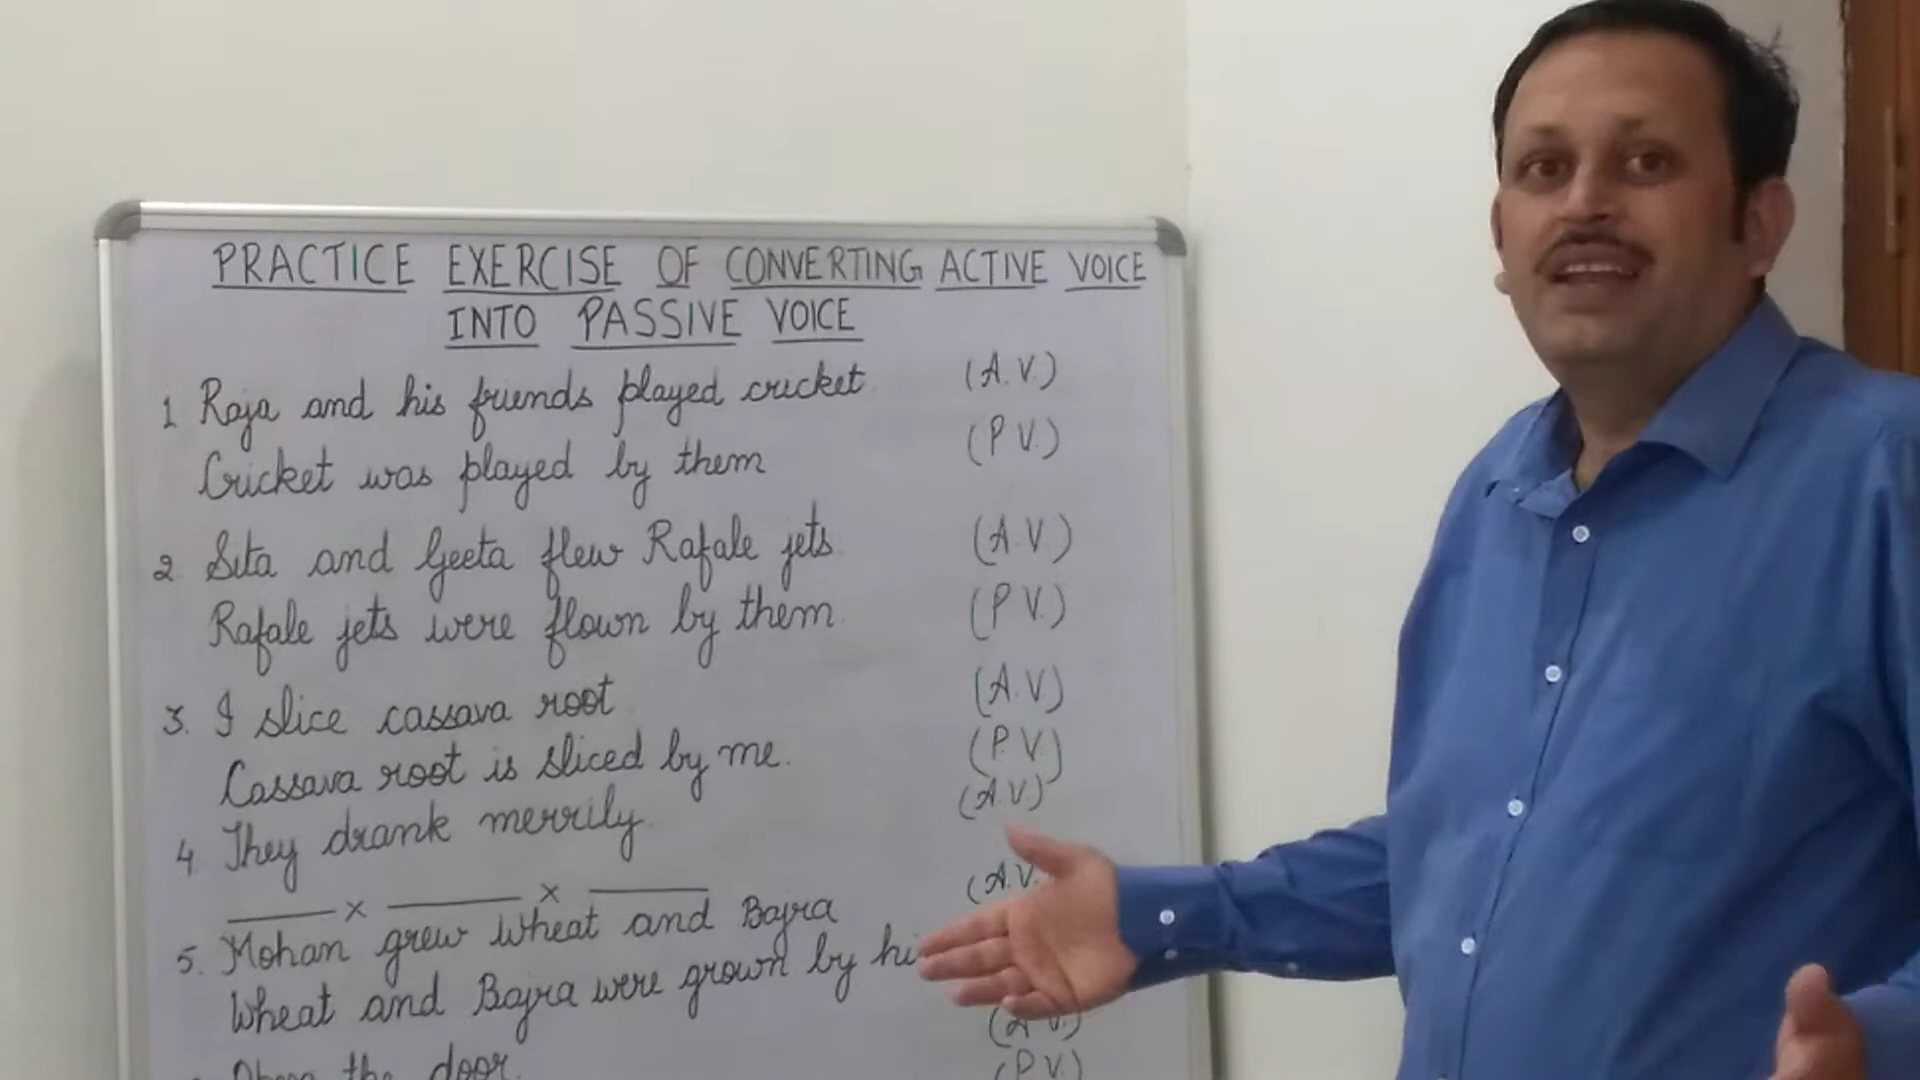 PRACTICE EXERCISE OF CONVERTING ACTIVE VOICE
INTO PASSIVE VOICE
1 Raja and his friends played cricket (A.V.)
Cricket was played by them (P V.)
2 Sita and Geeta flew Rafale jets (A.V.)
Rafale jets were flown by them (P V.)
3. I slice cassava root (A.V)
Cassava root is sliced by me. (P V)
4 They drank merrily (A.V)
x x
5. Mohan grew Wheat and Bajra (A.V.
Wheat and Bajra were grown by hi
the door (A V.)
(P V.)